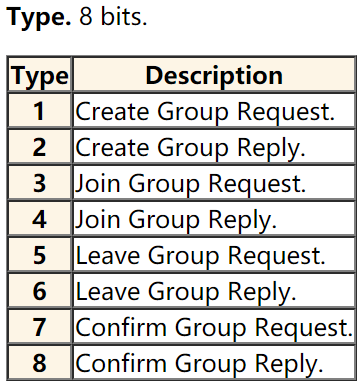 Type. 8 bits.
Type Description
1 Create Group Request.
2 Create Group Reply.
3 Join Group Request.
4 Join Group Reply.
5 Leave Group Request.
6 Leave Group Reply.
7 Confirm Group Request.
8 Confirm Group Reply.